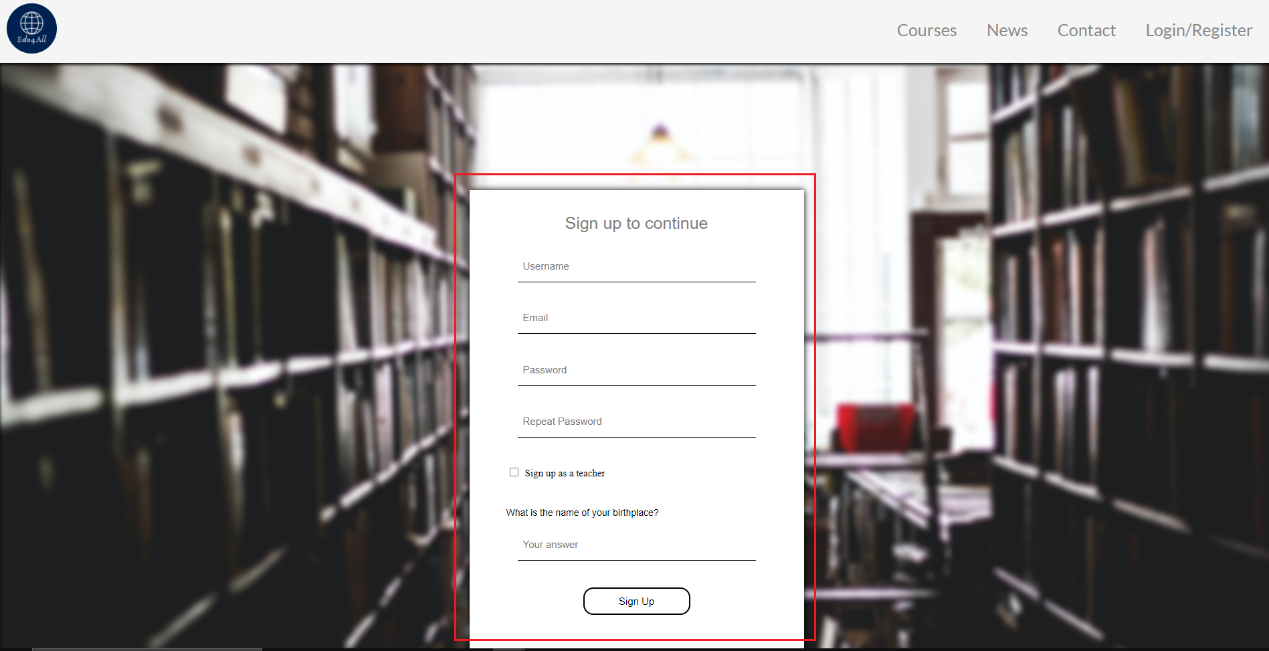 Edu4All
Courses News Contact Login/Register
Sign up to continue
Username
Email
Password
Repeat Password
Sign up as a teacher
What is the name of your birthplace?
Your answer
Sign Up